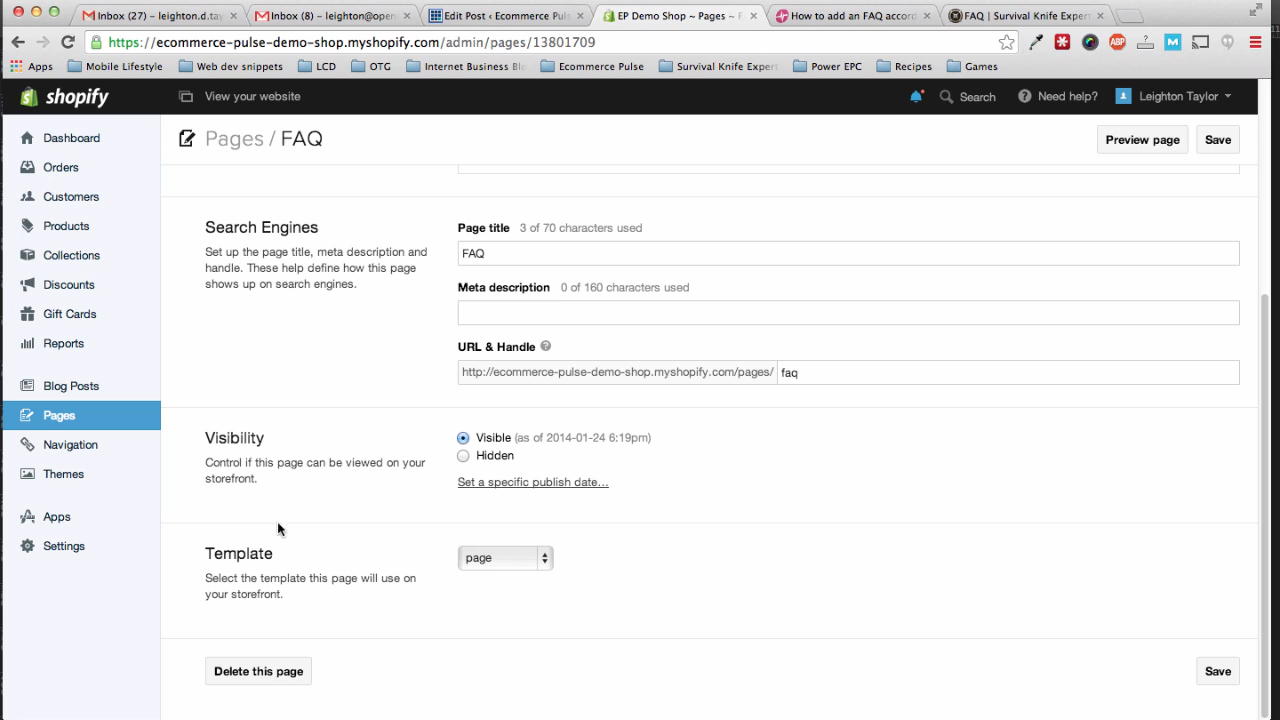 Inbox (27) – leighton.d.tay
Inbox (8) – leighton@open
Edit Post ‹ Ecommerce Pulse
EP Demo Shop ~ Pages ~ F
How to add an FAQ accord
FAQ | Survival Knife Expert
https://ecommerce-pulse-demo-shop.myshopify.com/admin/pages/13801709
ABP
M
Apps
Mobile Lifestyle
Web dev snippets
LCD
OTG
Internet Business Blo
Ecommerce Pulse
Survival Knife Expert
Power EPC
Recipes
Games
shopify
View your website
Search
Need help?
Leighton Taylor
Pages / FAQ
Preview page
Save
Dashboard
Orders
Customers
Products
Collections
Discounts
Gift Cards
Reports
Blog Posts
Pages
Navigation
Themes
Apps
Settings
Search Engines
Set up the page title, meta description and
handle. These help define how this page
shows up on search engines.
Page title 3 of 70 characters used
FAQ
Meta description 0 of 160 characters used
URL & Handle ?
http://ecommerce-pulse-demo-shop.myshopify.com/pages/ faq
Visibility
Control if this page can be viewed on your
storefront.
Visible (as of 2014-01-24 6:19pm)
Hidden
Set a specific publish date…
Template
Select the template this page will use on
your storefront.
page
Delete this page
Save